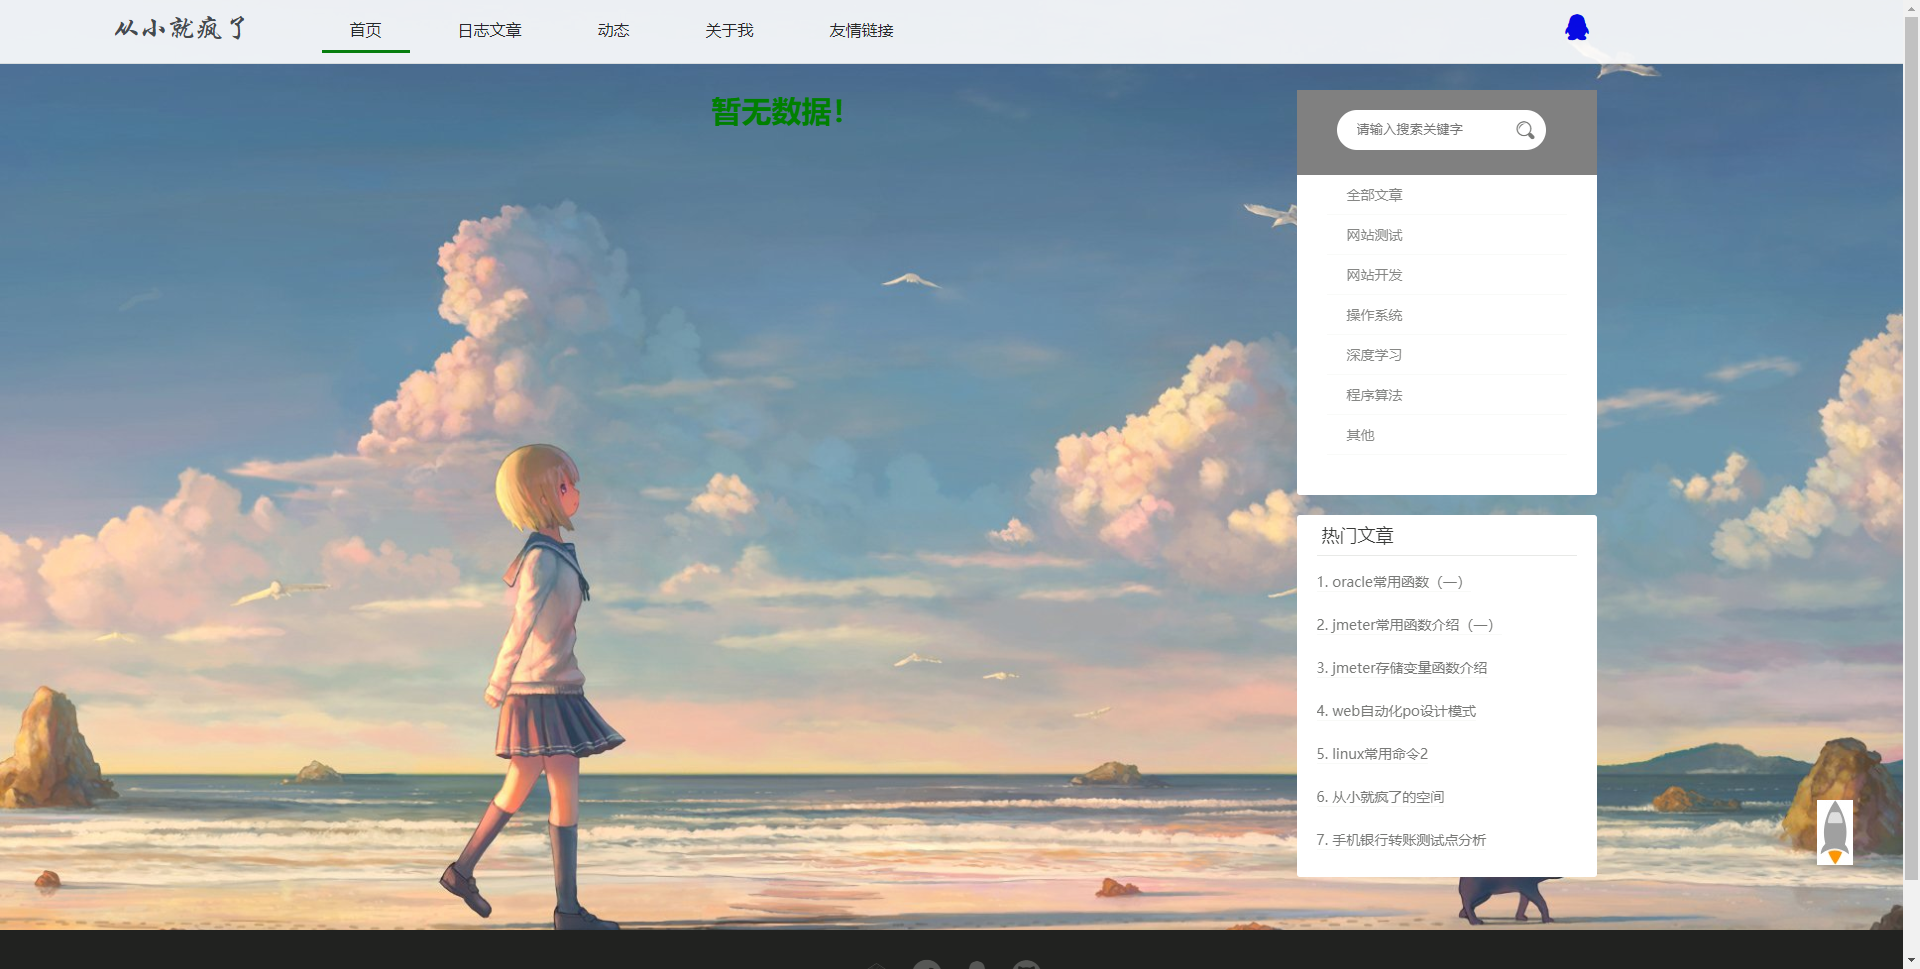 从小就疯了
首页 日志文章 动态 关于我 友情链接
暂无数据！
请输入搜索关键字
全部文章
网站测试
网站开发
操作系统
深度学习
程序算法
其他
热门文章
1. oracle常用函数（一）
2. jmeter常用函数介绍（一）
3. jmeter存储变量函数介绍
4. web自动化po设计模式
5. linux常用命令2
6. 从小就疯了的空间
7. 手机银行转账测试点分析